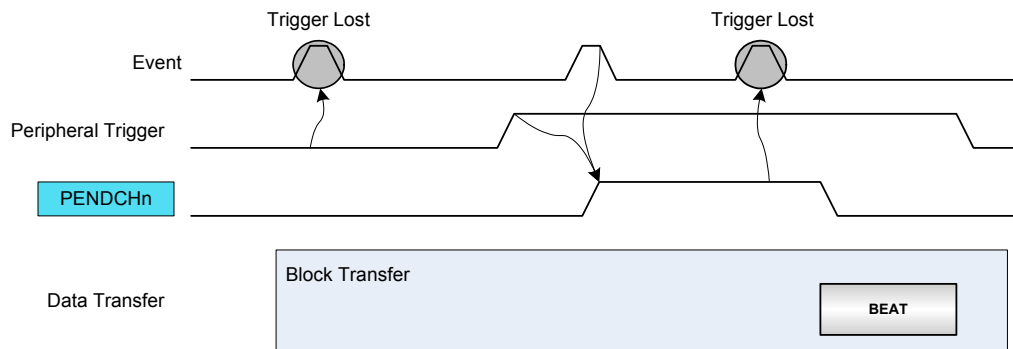 Trigger Lost
Trigger Lost
Event
Peripheral Trigger
PENDCHn
Block Transfer
Data Transfer
BEAT